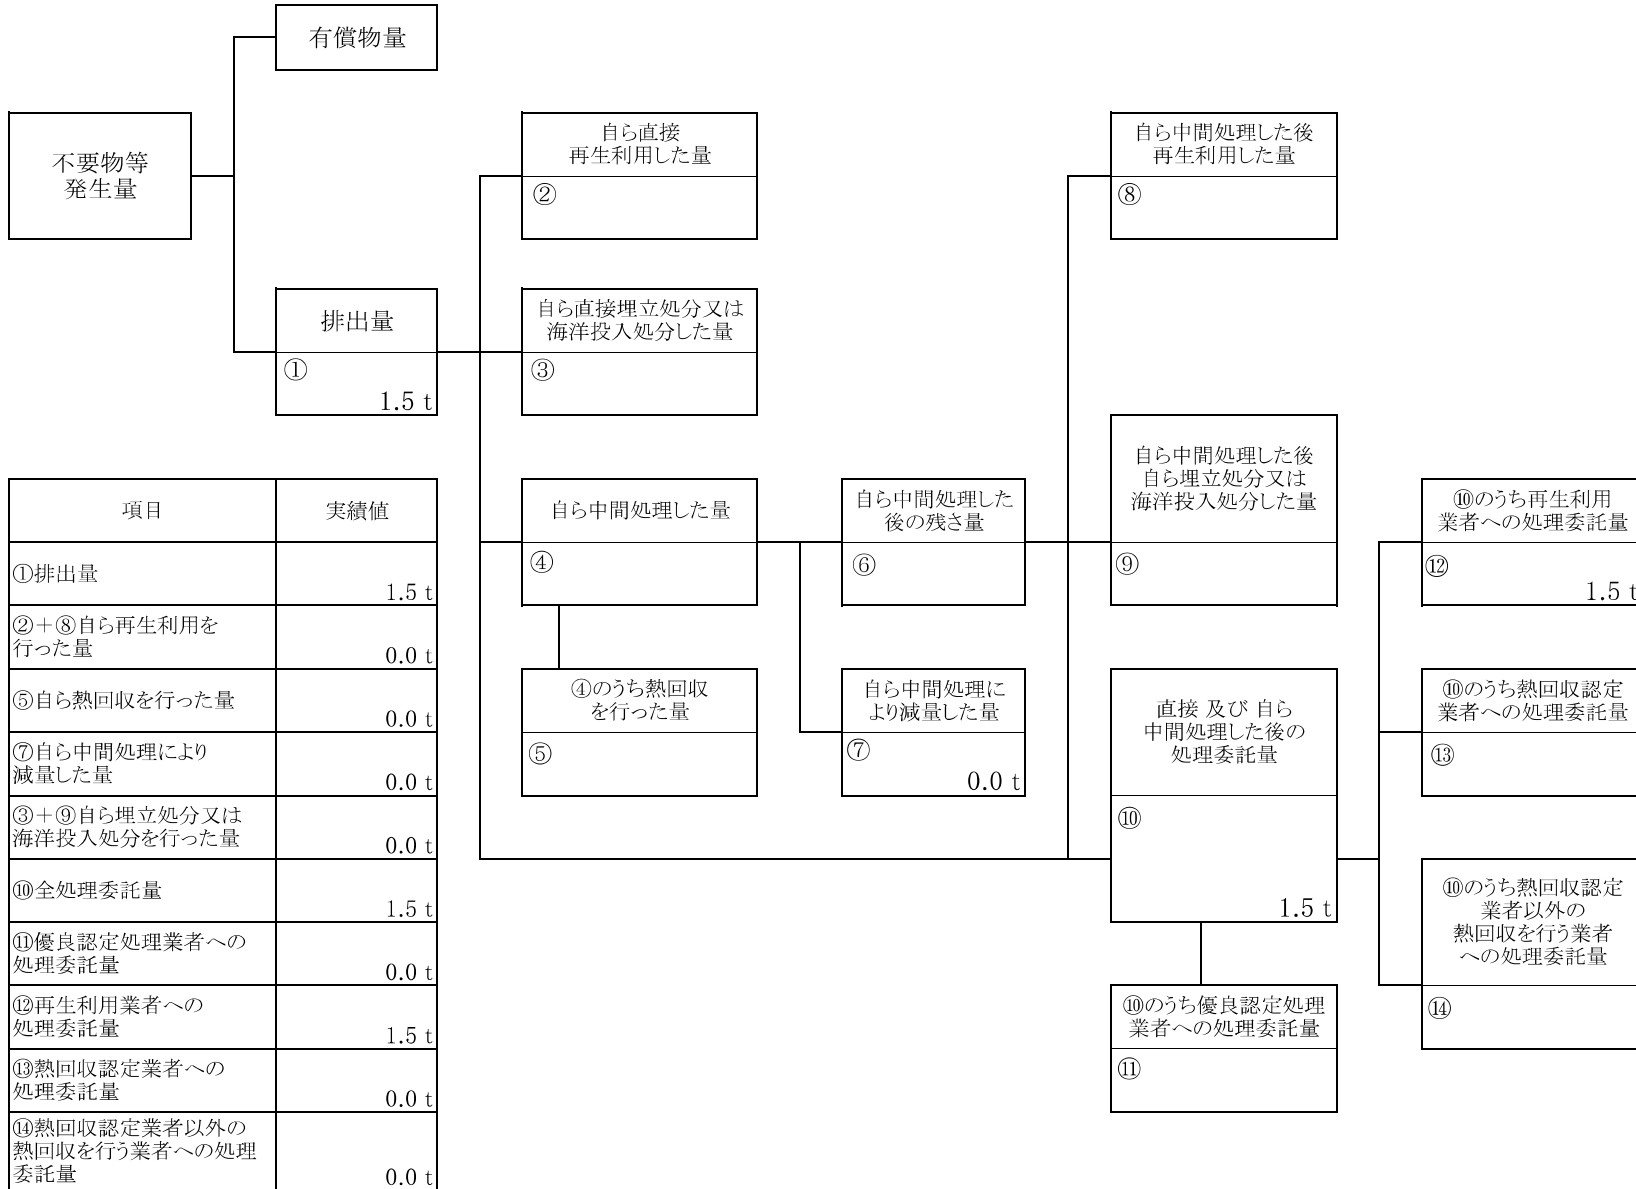 有償物量
不要物等
発生量
自ら直接
再生利用した量
②
自ら中間処理した後
再生利用した量
⑧
排出量
①
1.5 t
自ら直接埋立処分又は
海洋投入処分した量
③
自ら中間処理した量
④
自ら中間処理した
後の残さ量
⑥
自ら中間処理した後
自ら埋立処分又は
海洋投入処分した量
⑨
⑩のうち再生利用
業者への処理委託量
⑫
1.5 t
④のうち熱回収
を行った量
⑤
自ら中間処理に
より減量した量
⑦
0.0 t
直接 及び 自ら
中間処理した後の
処理委託量
⑩
1.5 t
⑩のうち熱回収認定
業者への処理委託量
⑬
⑩のうち熱回収認定
業者以外の
熱回収を行う業者
への処理委託量
⑭
⑩のうち優良認定処理
業者への処理委託量
⑪
項目 実績値
①排出量
1.5 t
②＋⑧自ら再生利用を
行った量
0.0 t
⑤自ら熱回収を行った量
0.0 t
⑦自ら中間処理により
減量した量
0.0 t
③＋⑨自ら埋立処分又は
海洋投入処分を行った量
0.0 t
⑩全処理委託量
1.5 t
⑪優良認定処理業者への
処理委託量
0.0 t
⑫再生利用業者への
処理委託量
1.5 t
⑬熱回収認定業者への
処理委託量
0.0 t
⑭熱回収認定業者以外の
熱回収を行う業者への処理
委託量
0.0 t